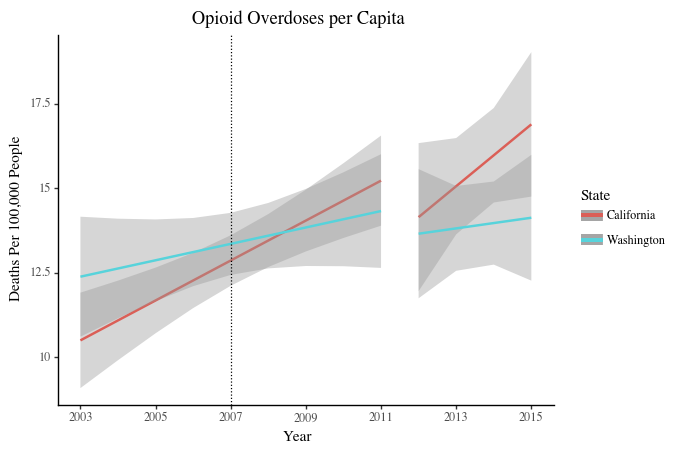 Opioid Overdoses per Capita
Deaths Per 100,000 People
17.5
15
12.5
10
2003 2005 2007 2009 2011 2013 2015
Year
State
California
Washington